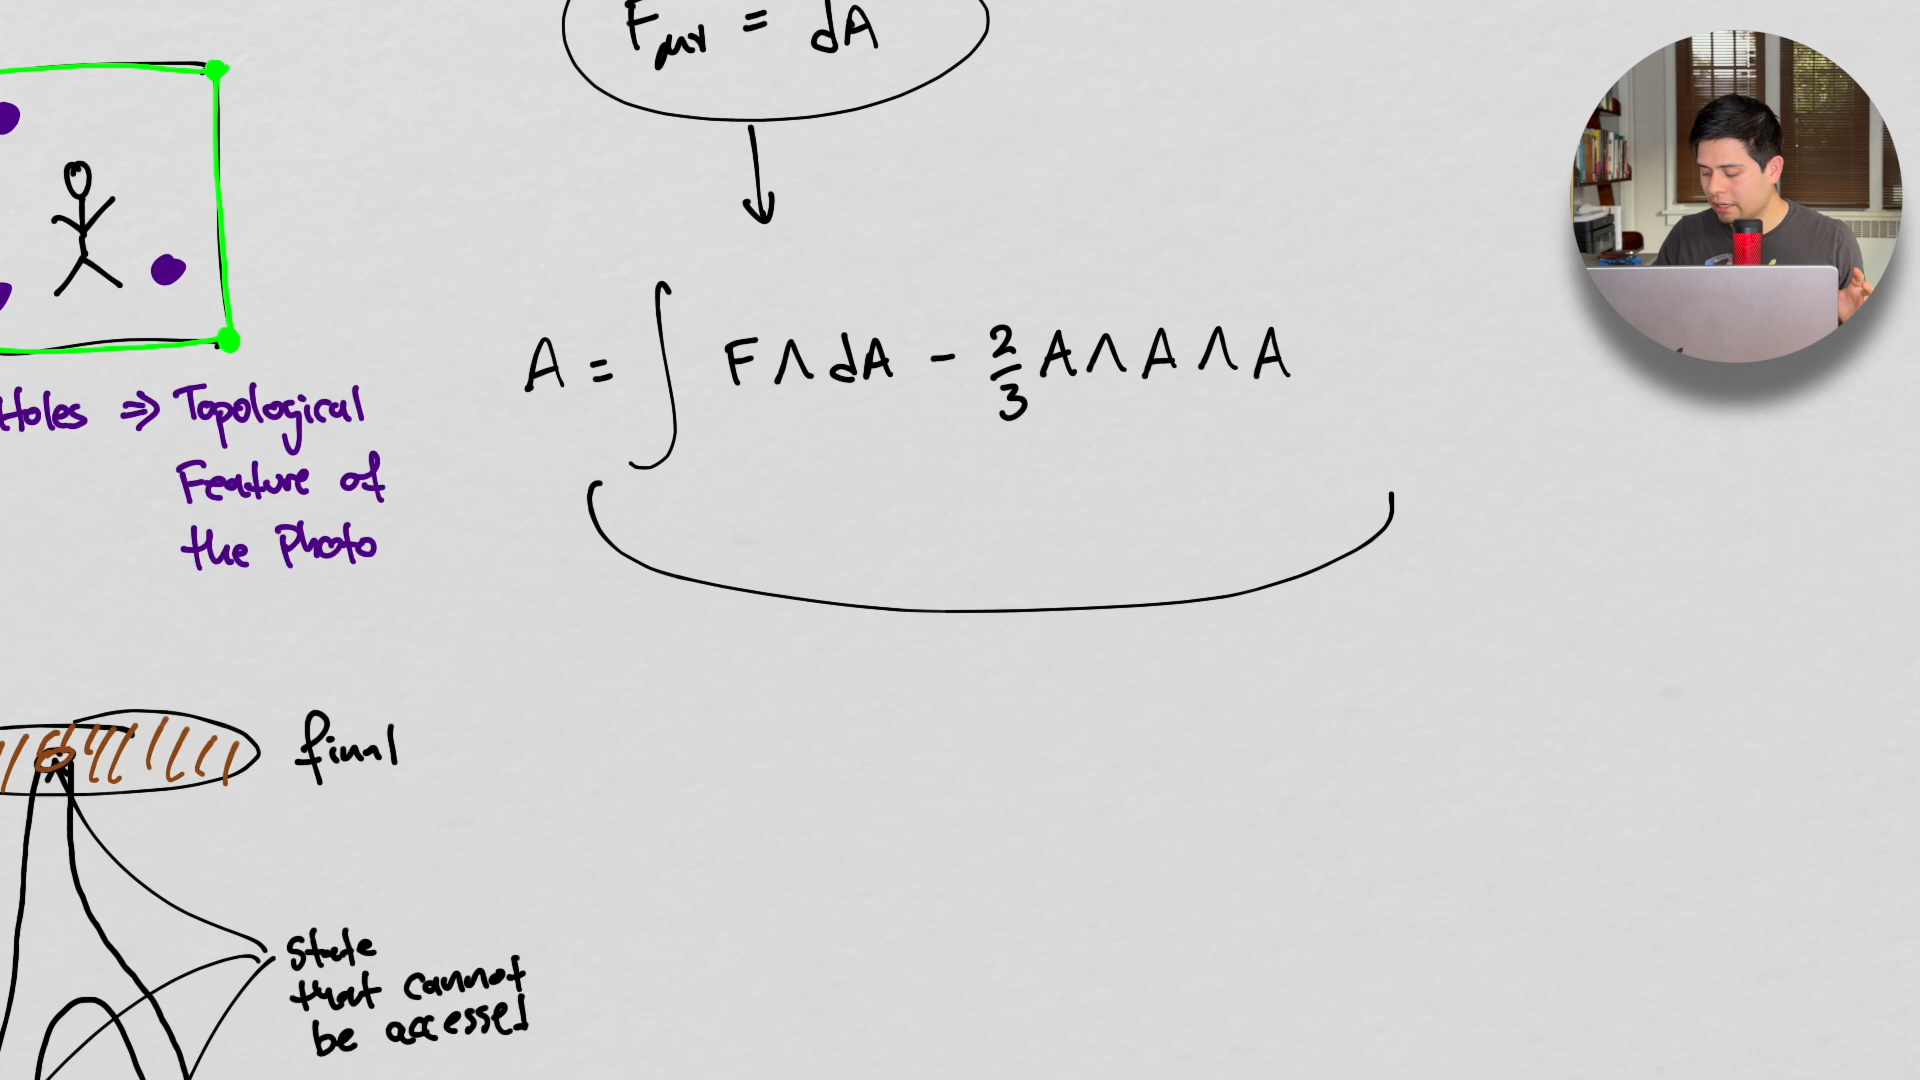 F_μν = dA
A = ∫ F ∧ dA - 2/3 A ∧ A ∧ A
Holes ⇒ Topological
Feature of
the photo
final
state
that cannot
be accessed